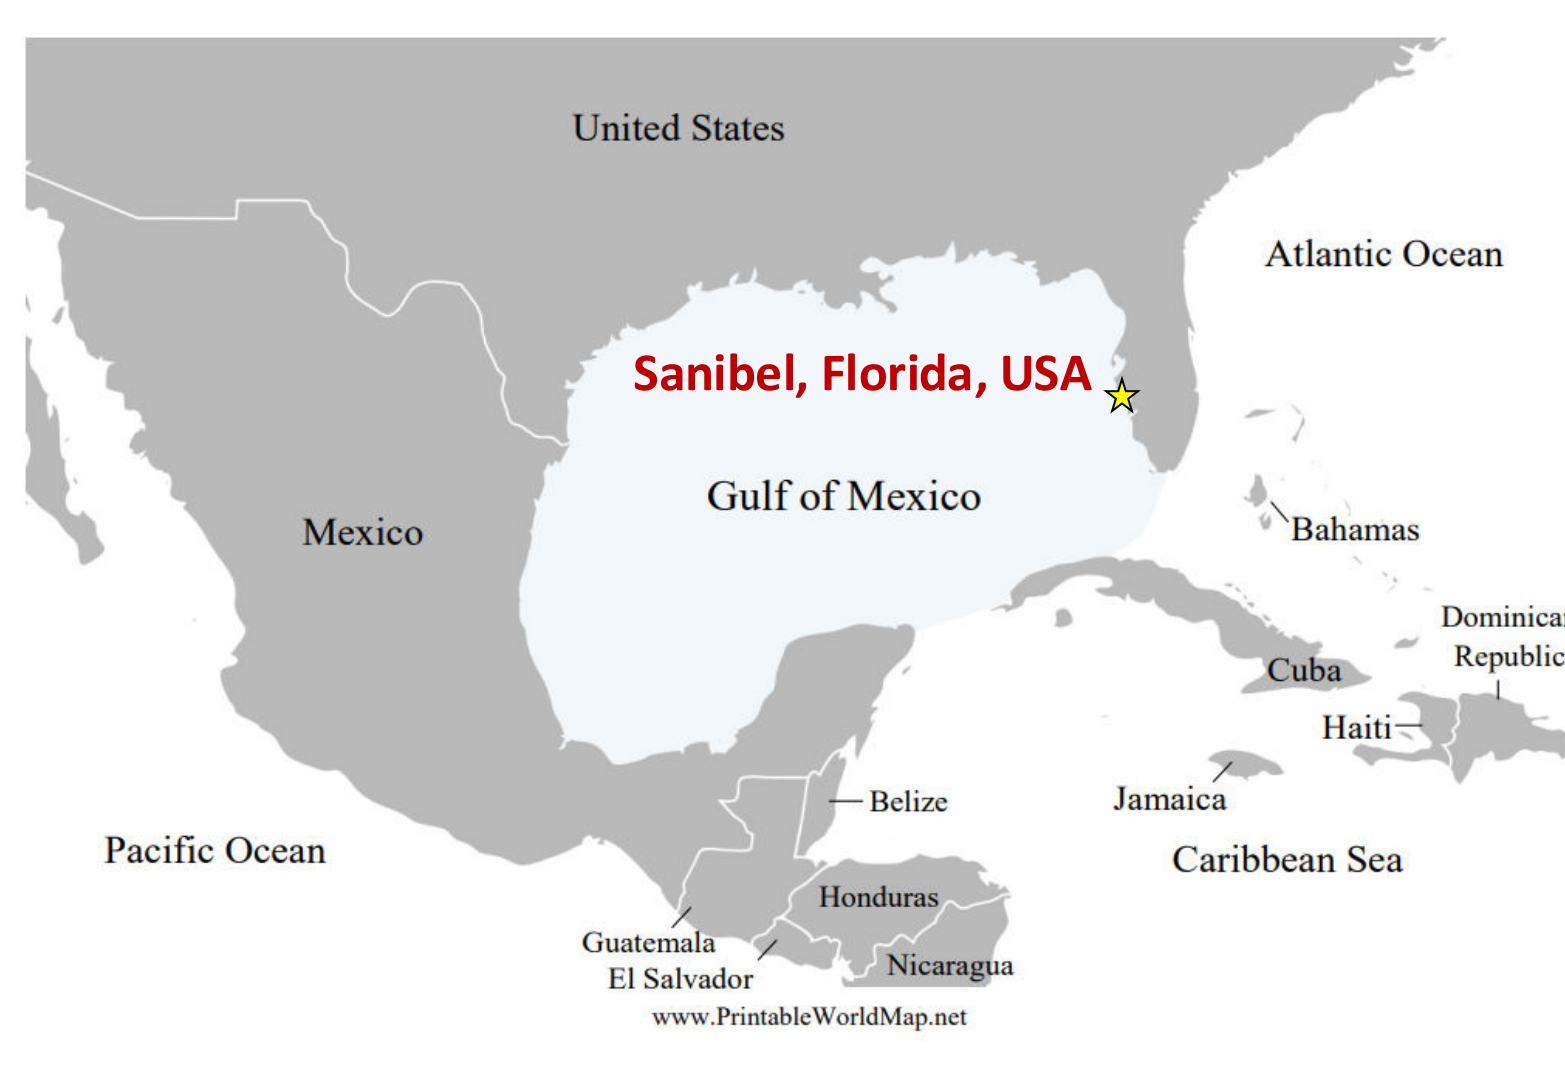 United States
Atlantic Ocean
Sanibel, Florida, USA
Gulf of Mexico
Mexico
Bahamas
Dominica
Republic
Cuba
Haiti
Jamaica
Belize
Pacific Ocean
Caribbean Sea
Honduras
Guatemala
El Salvador
Nicaragua
www.PrintableWorldMap.net